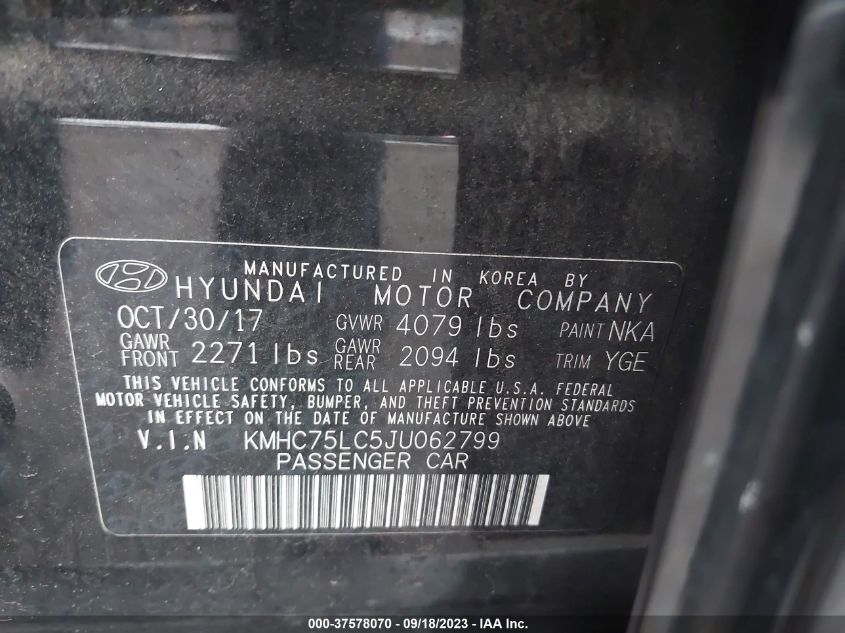 MANUFACTURED IN KOREA BY
HYUNDAI MOTOR COMPANY
OCT/30/17 GVWR 4079 lbs PAINT NKA
GAWR FRONT 2271 lbs GAWR REAR 2094 lbs TRIM YGE
THIS VEHICLE CONFORMS TO ALL APPLICABLE U.S.A. FEDERAL
MOTOR VEHICLE SAFETY, BUMPER, AND THEFT PREVENTION STANDARDS
IN EFFECT ON THE DATE OF MANUFACTURE SHOWN ABOVE
V.I.N KMHC75LC5JU062799
PASSENGER CAR
000-37578070 - 09/18/2023 - IAA Inc.